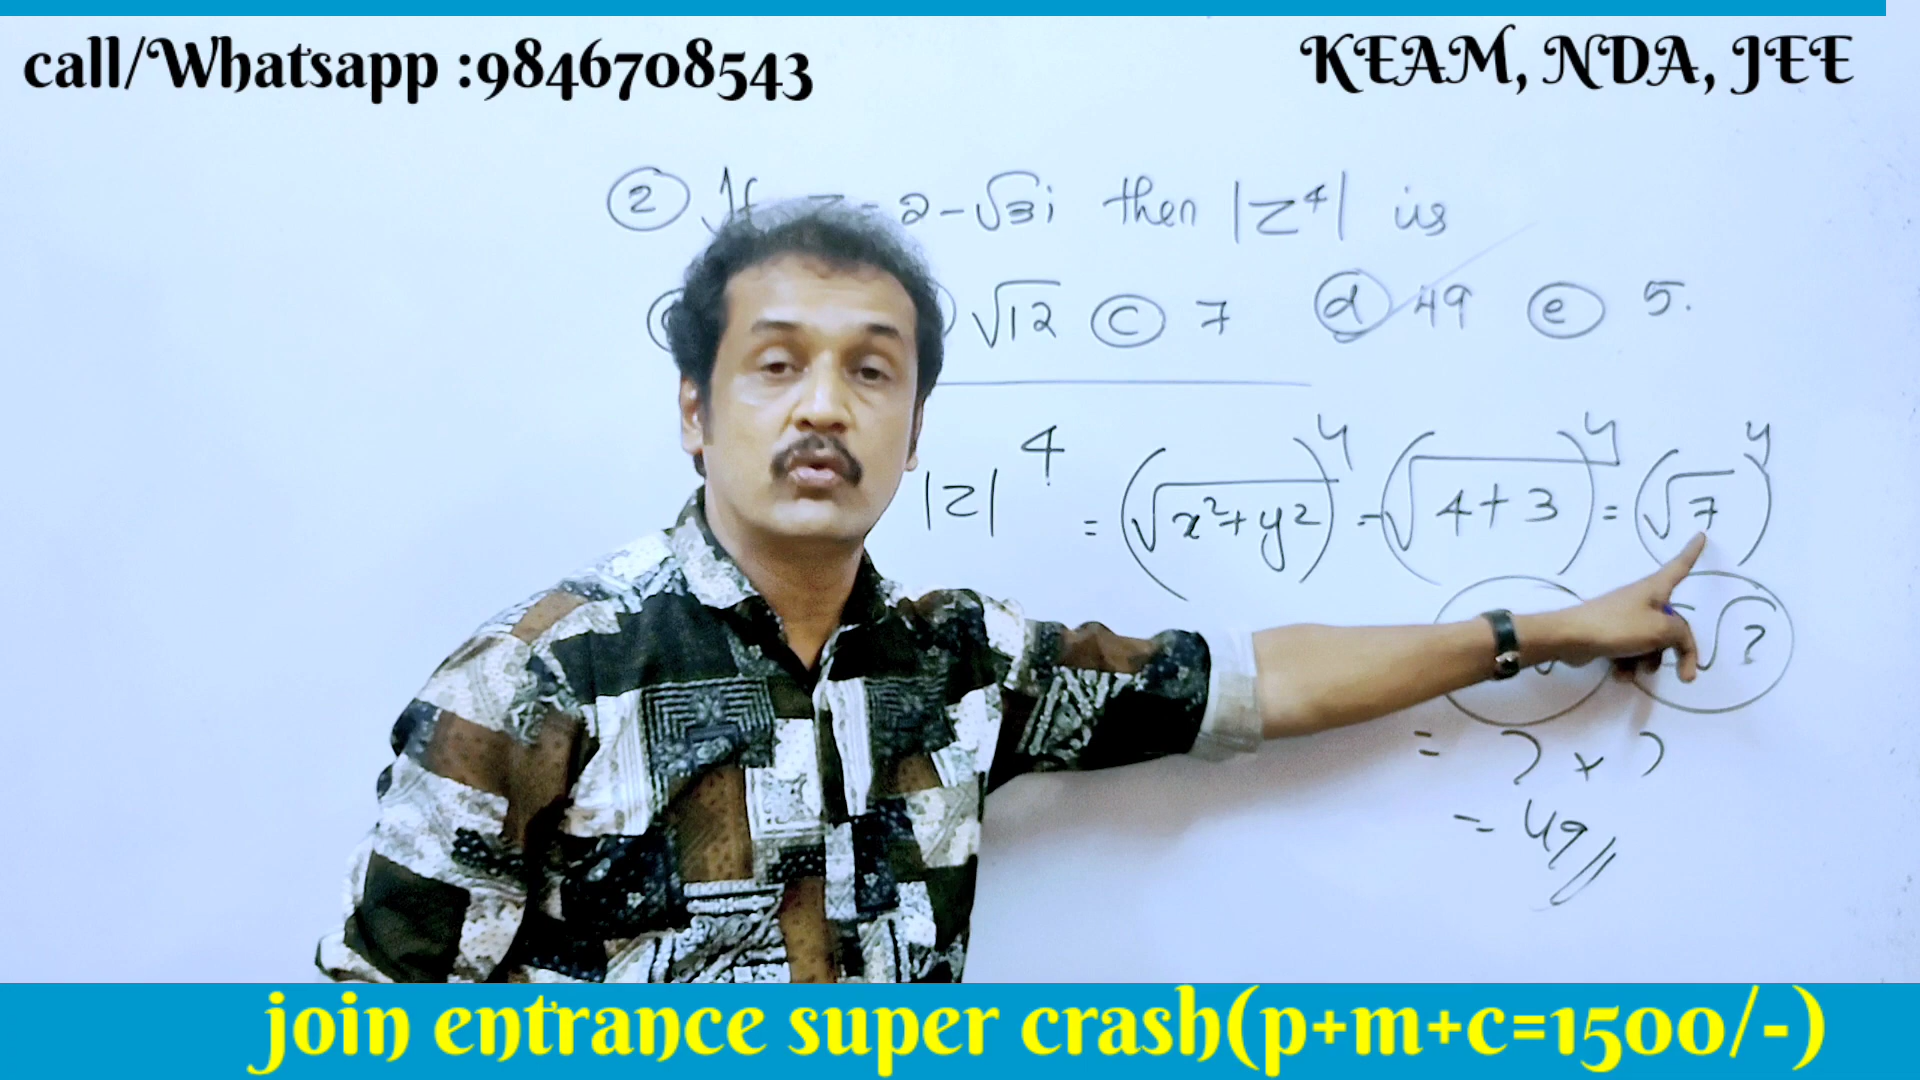 call/Whatsapp :9846708543
KEAM, NDA, JEE
② If z = 2 - √3i then |z⁴| is
√12 ⓒ 7 ⓓ 49 ⓔ 5.
|z|⁴ = (√x²+y²)⁴ = (√4+3)⁴ = (√7)⁴
√7
= 7 × 7
= 49//
join entrance super crash(p+m+c=1500/-)